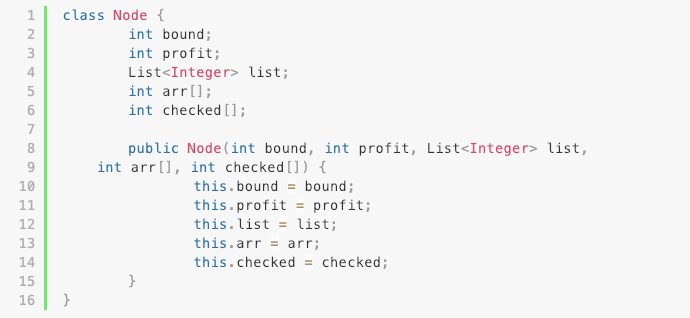 1 class Node {
2         int bound;
3         int profit;
4         List<Integer> list;
5         int arr[];
6         int checked[];
7
8         public Node(int bound, int profit, List<Integer> list,
9     int arr[], int checked[]) {
10                 this.bound = bound;
11                 this.profit = profit;
12                 this.list = list;
13                 this.arr = arr;
14                 this.checked = checked;
15         }
16 }